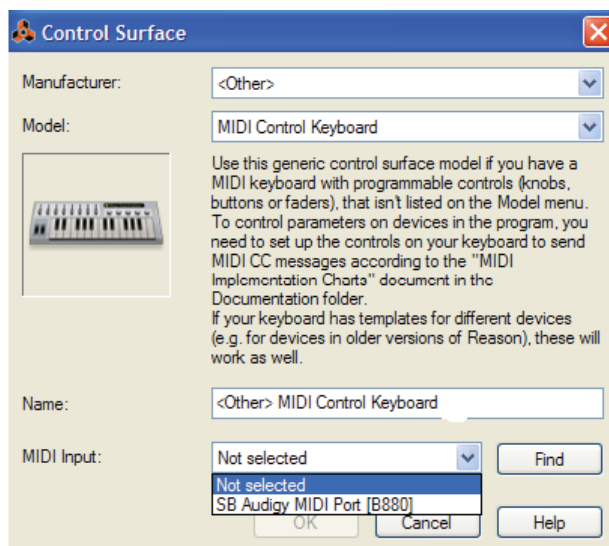 Control Surface
Manufacturer:
<Other>
Model:
MIDI Control Keyboard
Use this generic control surface model if you have a
MIDI keyboard with programmable controls (knobs,
buttons or faders), that isn't listed on the Model menu.
To control parameters on devices in the program, you
need to set up the controls on your keyboard to send
MIDI CC messages according to the "MIDI
Implementation Charts" document in the
Documentation folder.
If your keyboard has templates for different devices
(e.g. for devices in older versions of Reason), these will
work as well.
Name:
<Other> MIDI Control Keyboard
MIDI Input:
Not selected
Find
Not selected
SB Audigy MIDI Port [B880]
OK
Cancel
Help